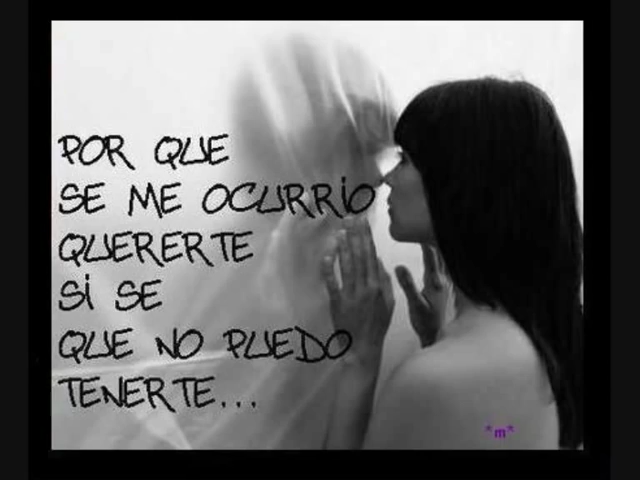 POR QUE
SE ME OCURRIO
QUERERTE
SI SE
QUE NO PUEDO
TENERTE...
*m*